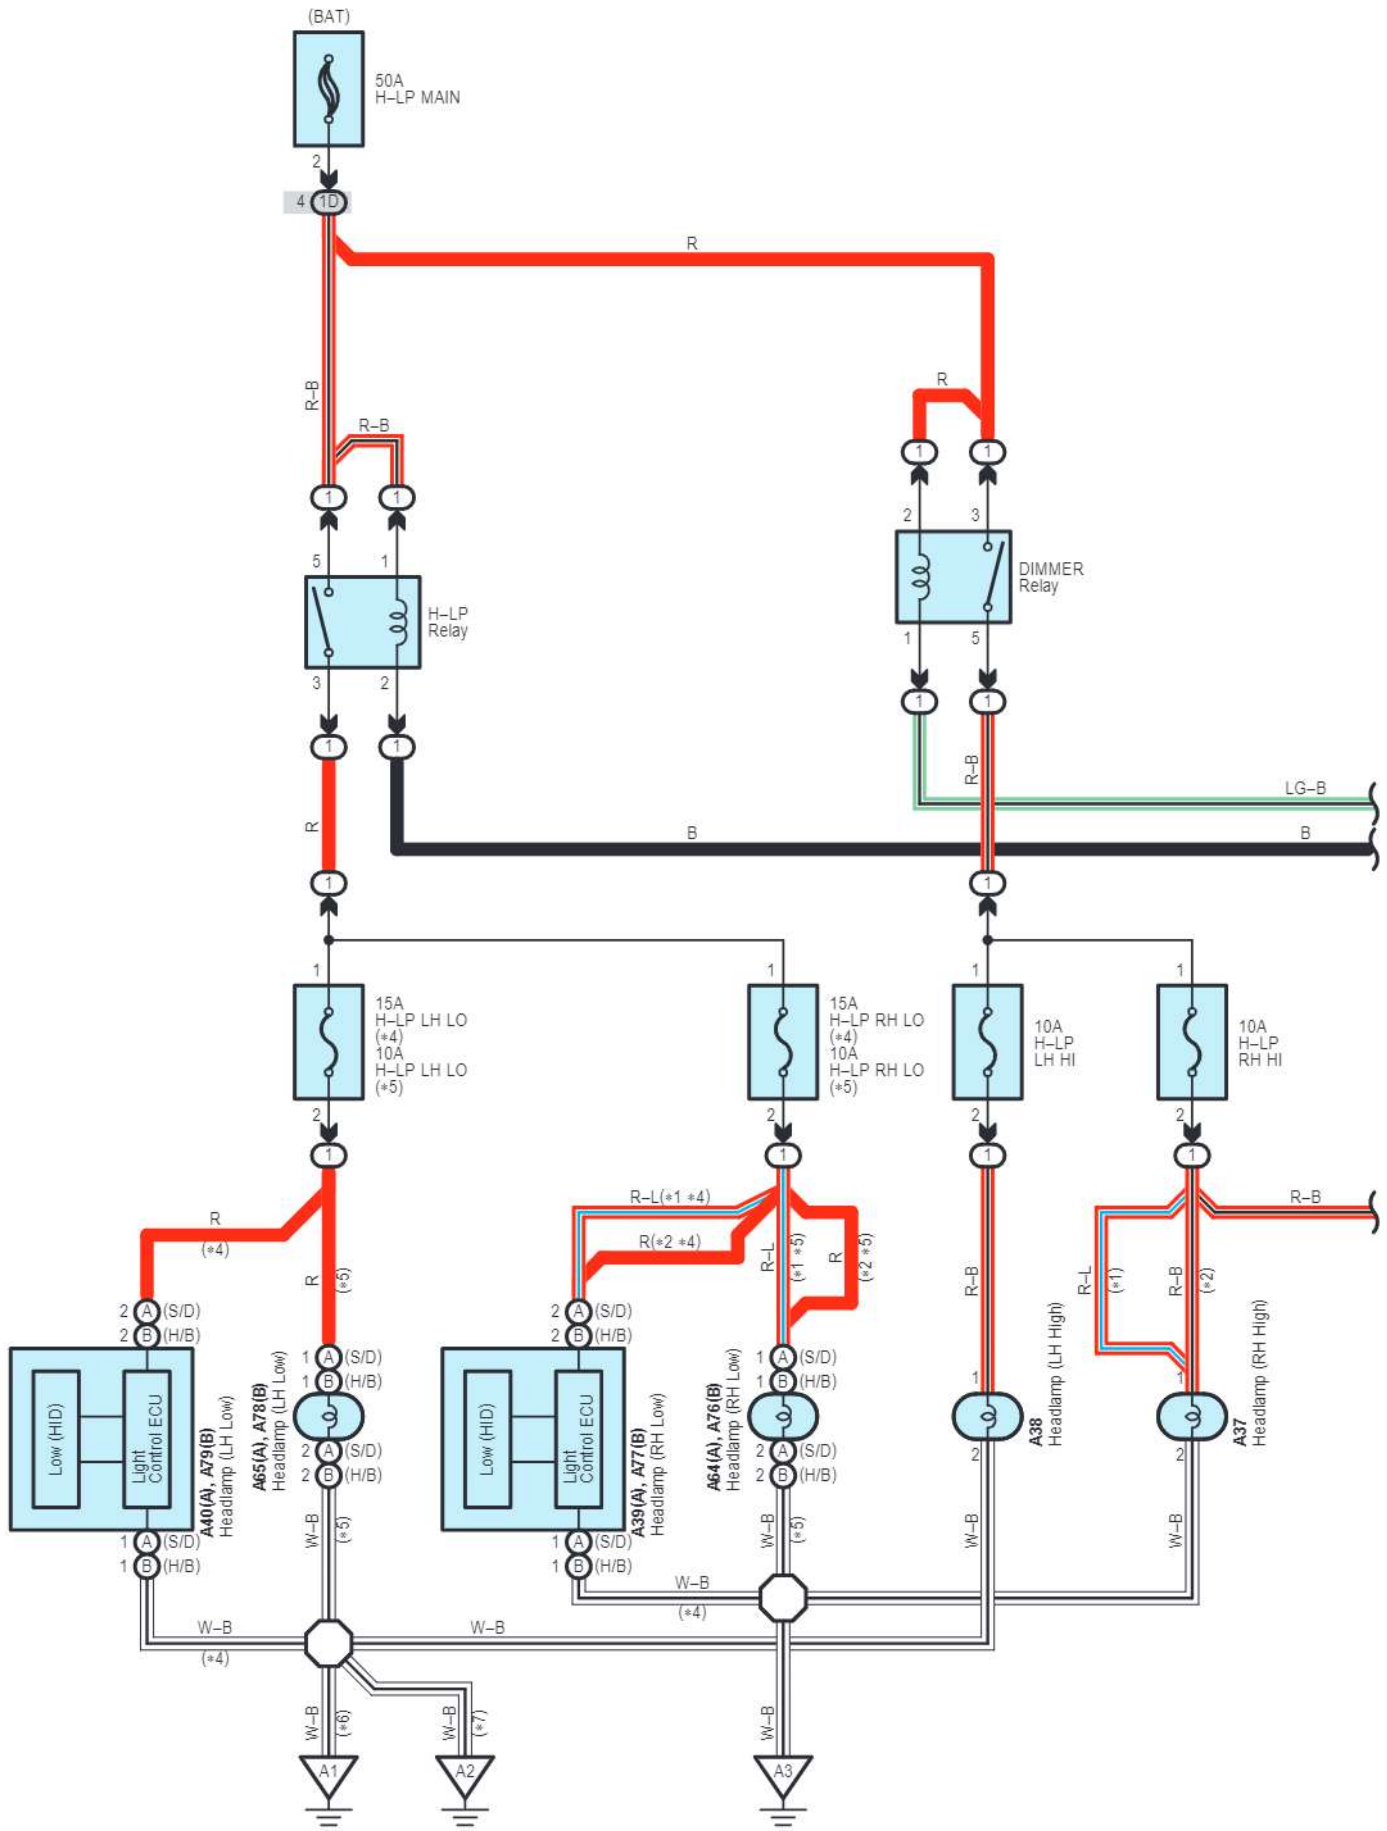 (BAT)
50A
H–LP MAIN
2
4 1D
R
R–B
R–B
R
1 1
1 1
2 3
5 1
DIMMER
Relay
H–LP
Relay
1 5
3 2
1 1
1 1
R–B
LG–B
R
B B
1
1
1 1 1 1
15A
H–LP LH LO
(*4)
10A
H–LP LH LO
(*5)
15A
H–LP RH LO
(*4)
10A
H–LP RH LO
(*5)
10A
H–LP
LH HI
10A
H–LP
RH HI
2 2 2 2
1 1 1 1
R
(*4)
R
(*5)
R–L(*1 *4)
R(*2 *4)
R–L
(*1 *5)
R
(*2 *5)
R–B
R–L
(*1)
R–B
(*2)
R–B
2 A (S/D)
2 B (H/B)
1 A (S/D)
1 B (H/B)
2 A (S/D)
2 B (H/B)
1 A (S/D)
1 B (H/B)
1
1
Low (HID)
Light
Control ECU
A40(A), A79(B)
Headlamp (LH Low)
A65(A), A78(B)
Headlamp (LH Low)
Low (HID)
Light
Control ECU
A39(A), A77(B)
Headlamp (RH Low)
A64(A), A76(B)
Headlamp (RH Low)
A38
Headlamp (LH High)
A37
Headlamp (RH High)
2 A (S/D)
2 B (H/B)
2 A (S/D)
2 B (H/B)
2
2
1 A (S/D)
1 B (H/B)
1 A (S/D)
1 B (H/B)
W–B
(*5)
W–B
(*5)
W–B
W–B
W–B
(*4)
W–B
(*4)
W–B
W–B
(*6)
W–B
(*7)
W–B
A1
A2
A3